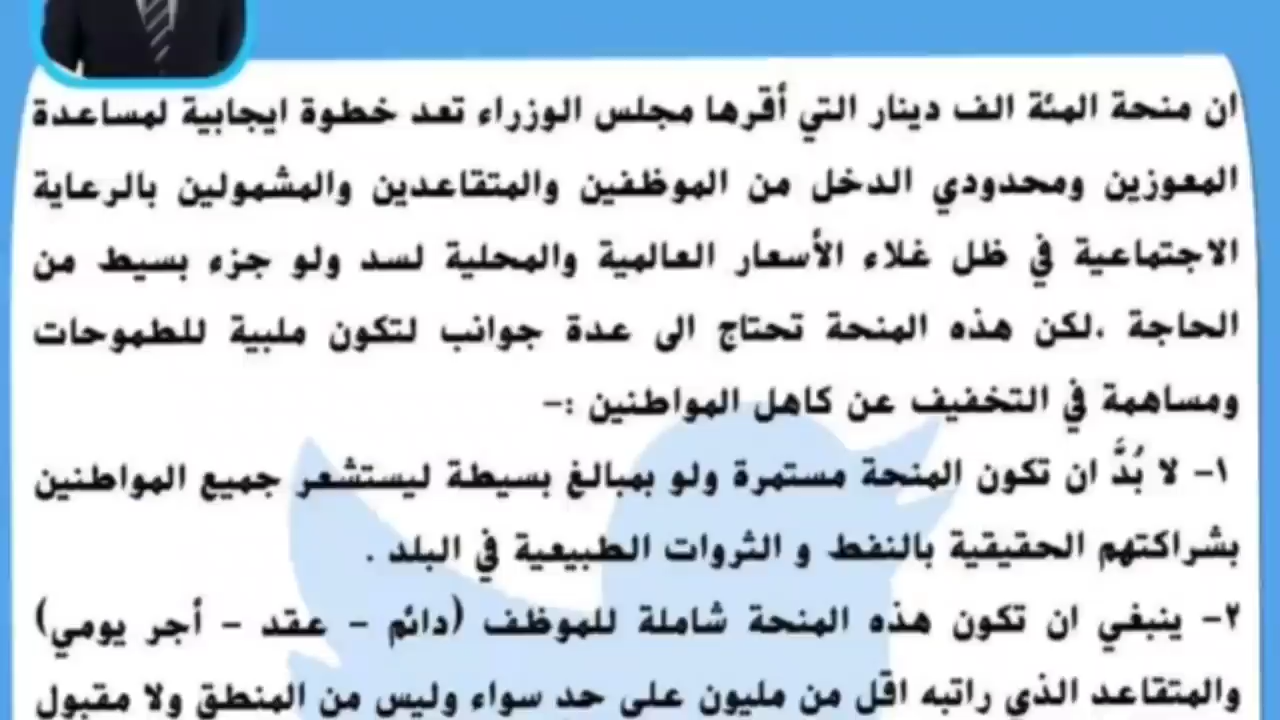 ان منحة المئة الف دينار التي أقرها مجلس الوزراء تعد خطوة ايجابية لمساعدة
المعوزين ومحدودي الدخل من الموظفين والمتقاعدين والمشمولين بالرعاية
الاجتماعية في ظل غلاء الأسعار العالمية والمحلية لسد ولو جزء بسيط من
الحاجة .لكن هذه المنحة تحتاج الى عدة جوانب لتكون ملبية للطموحات
ومساهمة في التخفيف عن كاهل المواطنين :-
١- لا بُدَّ ان تكون المنحة مستمرة ولو بمبالغ بسيطة ليستشعر جميع المواطنين
بشراكتهم الحقيقية بالنفط و الثروات الطبيعية في البلد .
٢- ينبغي ان تكون هذه المنحة شاملة للموظف (دائم - عقد - أجر يومي)
والمتقاعد الذي راتبه اقل من مليون على حد سواء وليس من المنطق ولا مقبول